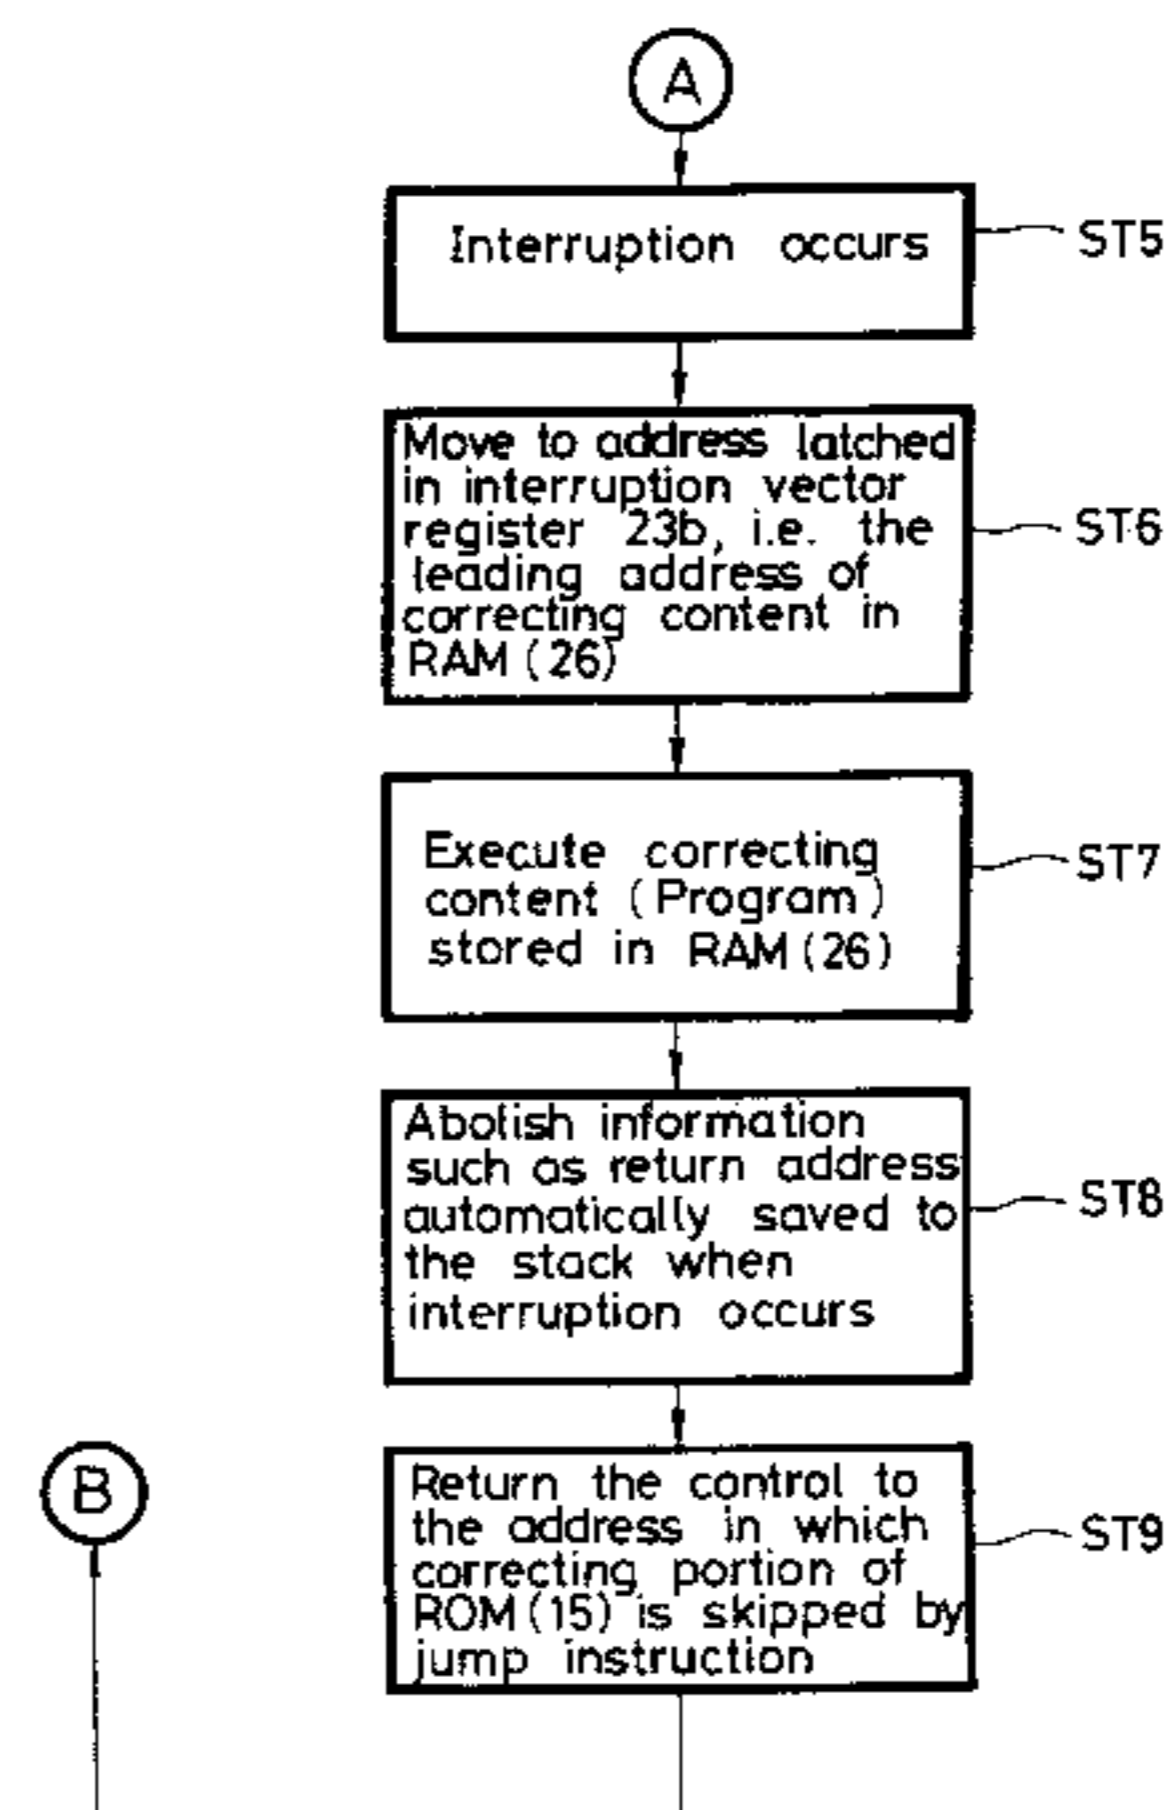 A
Interruption occurs
ST5
Move to address latched
in interruption vector
register 23b, i.e. the
leading address of
correcting content in
RAM (26)
ST6
Execute correcting
content (Program)
stored in RAM (26)
ST7
Abolish information
such as return address
automatically saved to
the stack when
interruption occurs
ST8
B
Return the control to
the address in which
correcting portion of
ROM (15) is skipped by
jump instruction
ST9